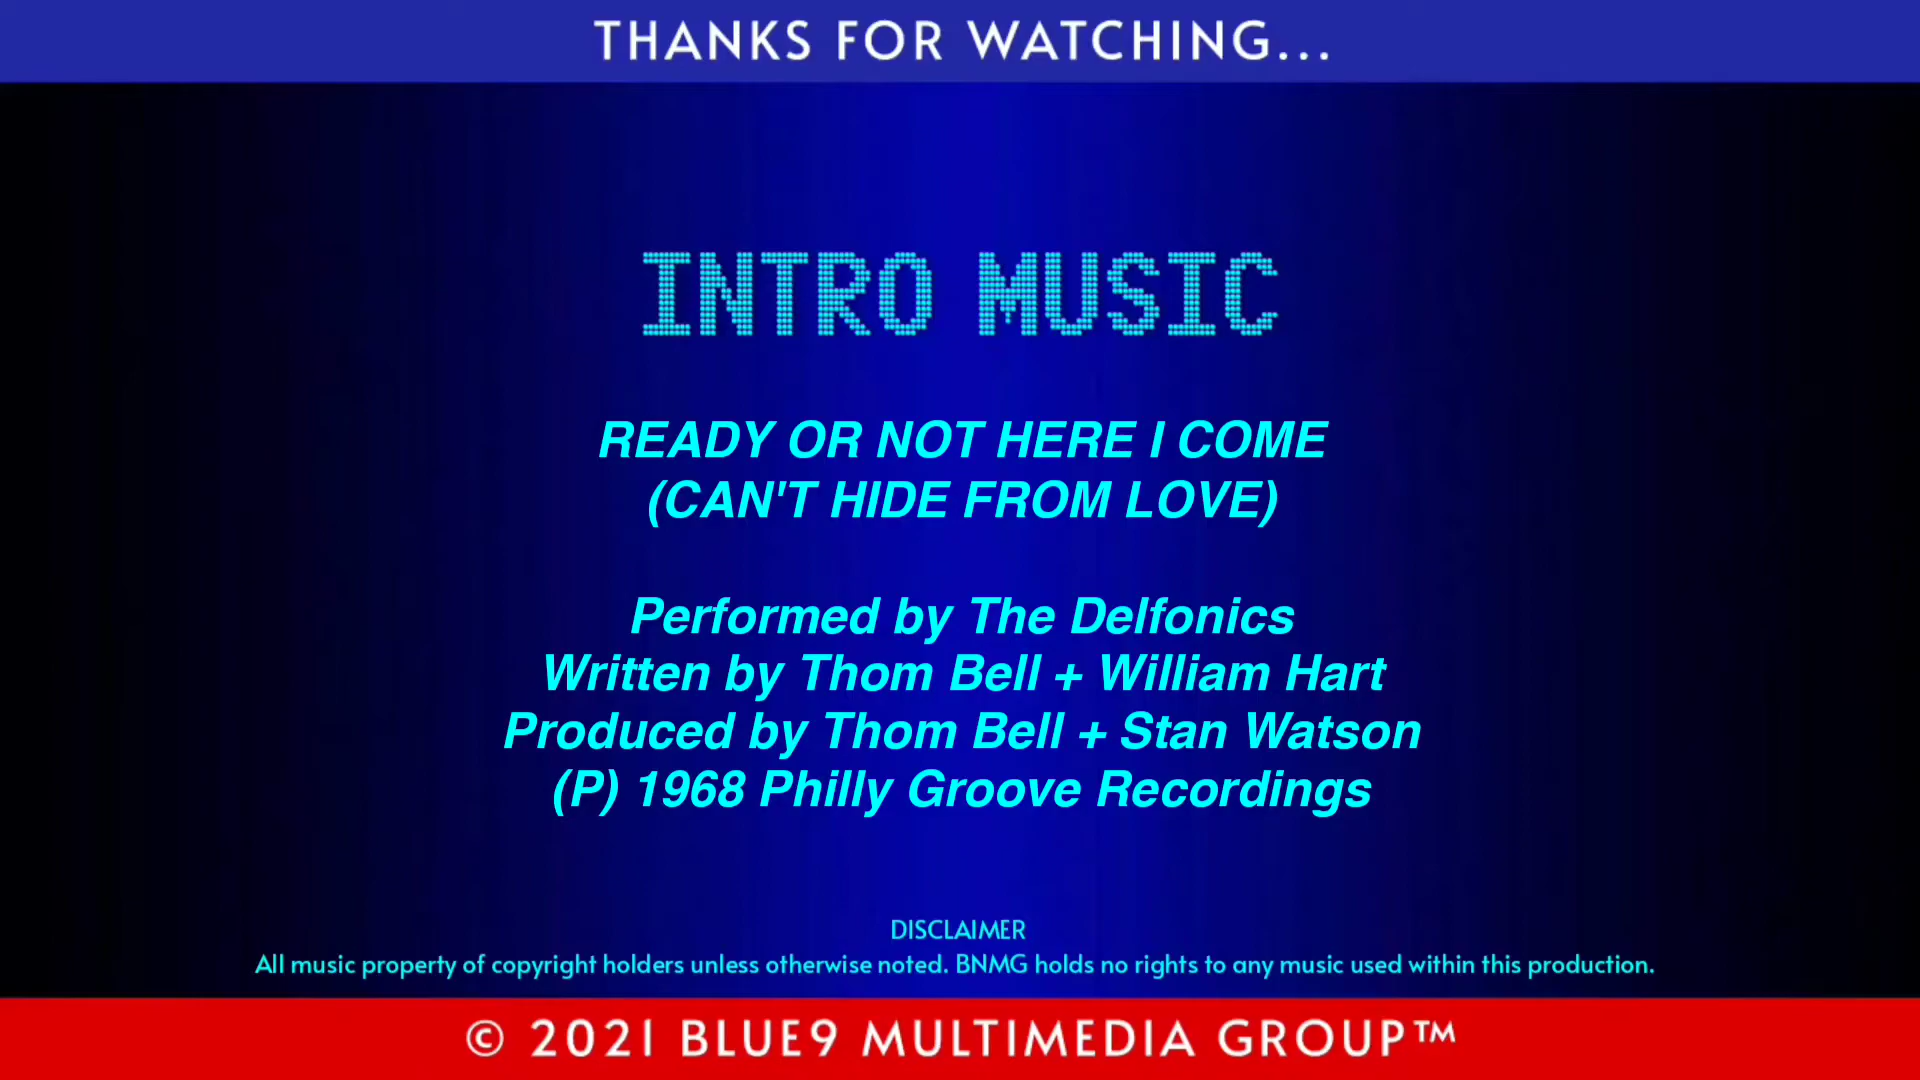 THANKS FOR WATCHING...
INTRO MUSIC
READY OR NOT HERE I COME
(CAN'T HIDE FROM LOVE)
Performed by The Delfonics
Written by Thom Bell + William Hart
Produced by Thom Bell + Stan Watson
(P) 1968 Philly Groove Recordings
DISCLAIMER
All music property of copyright holders unless otherwise noted. BNMG holds no rights to any music used within this production.
© 2021 BLUE9 MULTIMEDIA GROUP™